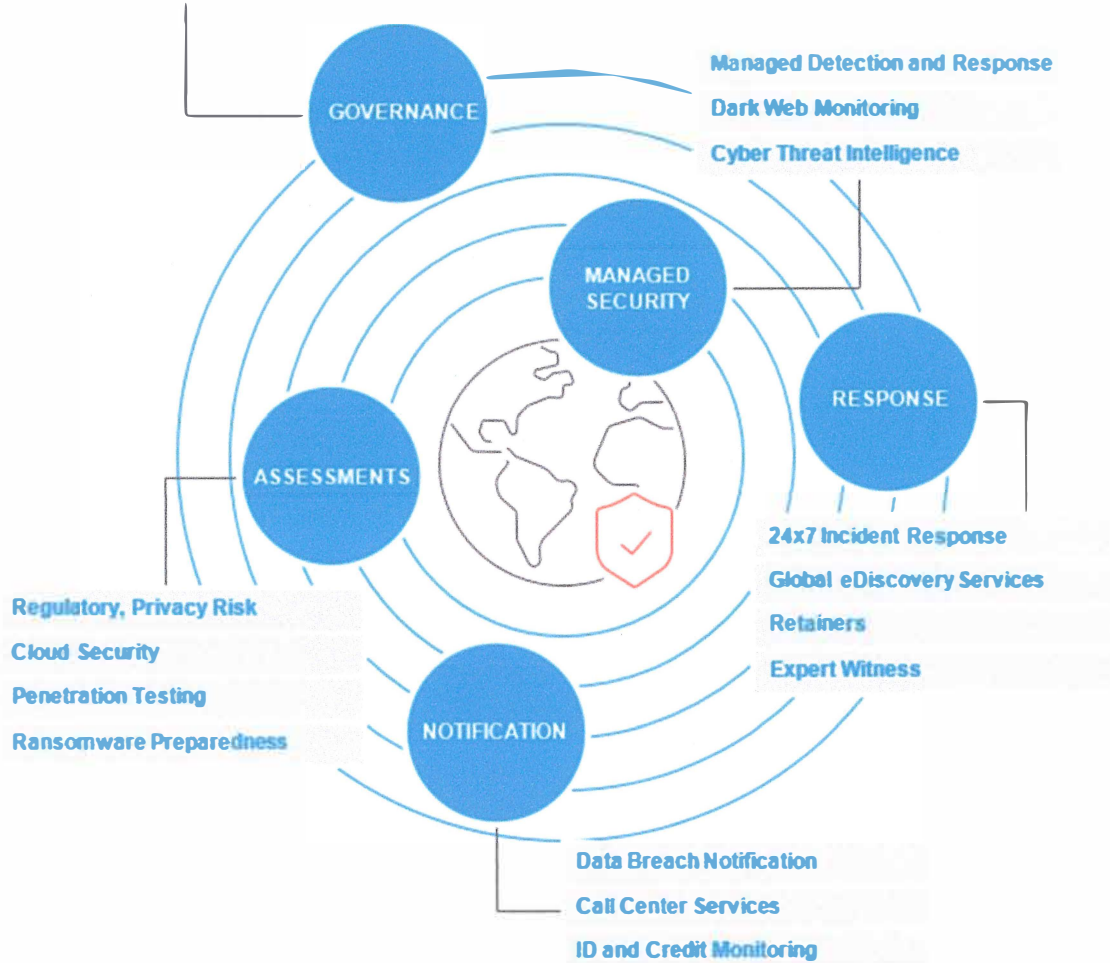 GOVERNANCE
Managed Detection and Response
Dark Web Monitoring
Cyber Threat Intelligence
MANAGED
SECURITY
RESPONSE
ASSESSMENTS
24x7 Incident Response
Global eDiscovery Services
Retainers
Expert Witness
Regulatory, Privacy Risk
Cloud Security
Penetration Testing
Ransomware Preparedness
NOTIFICATION
Data Breach Notification
Call Center Services
ID and Credit Monitoring